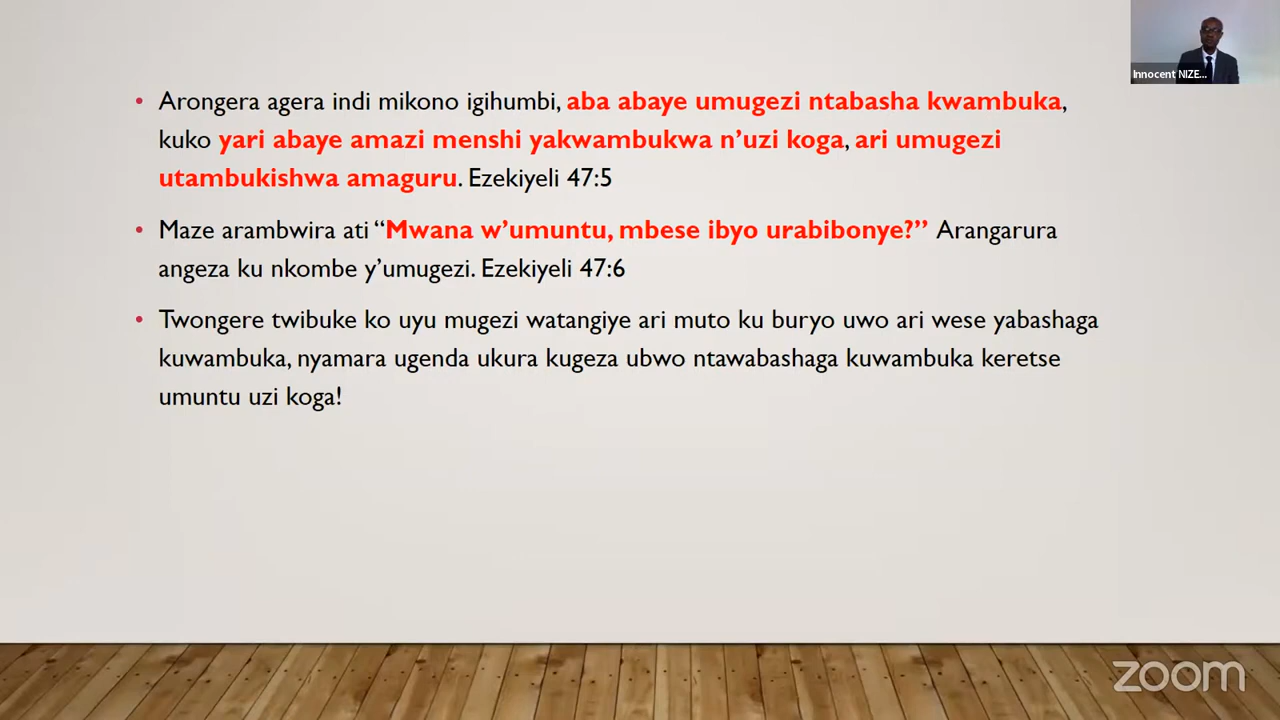 Innocent NIZE...
• Arongera agera indi mikono igihumbi, aba abaye umugezi ntabasha kwambuka,
kuko yari abaye amazi menshi yakwambukwa n’uzi koga, ari umugezi
utambukishwa amaguru. Ezekiyeli 47:5
• Maze arambwira ati “Mwana w’umuntu, mbese ibyo urabibonye?” Arangarura
angeza ku nkombe y’umugezi. Ezekiyeli 47:6
• Twongere twibuke ko uyu mugezi watangiye ari muto ku buryo uwo ari wese yabashaga
kuwambuka, nyamara ugenda ukura kugeza ubwo ntawabashaga kuwambuka keretse
umuntu uzi koga!
zoom